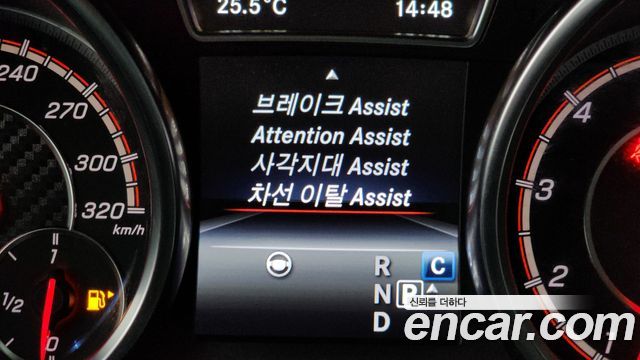 25.5°C 14:48
240
270
300
320
km/h
▲
브레이크 Assist
Attention Assist
사각지대 Assist
차선 이탈 Assist
R C
N P
D
1
1/2
0
4
3
2
신뢰를 더하다
encar.com